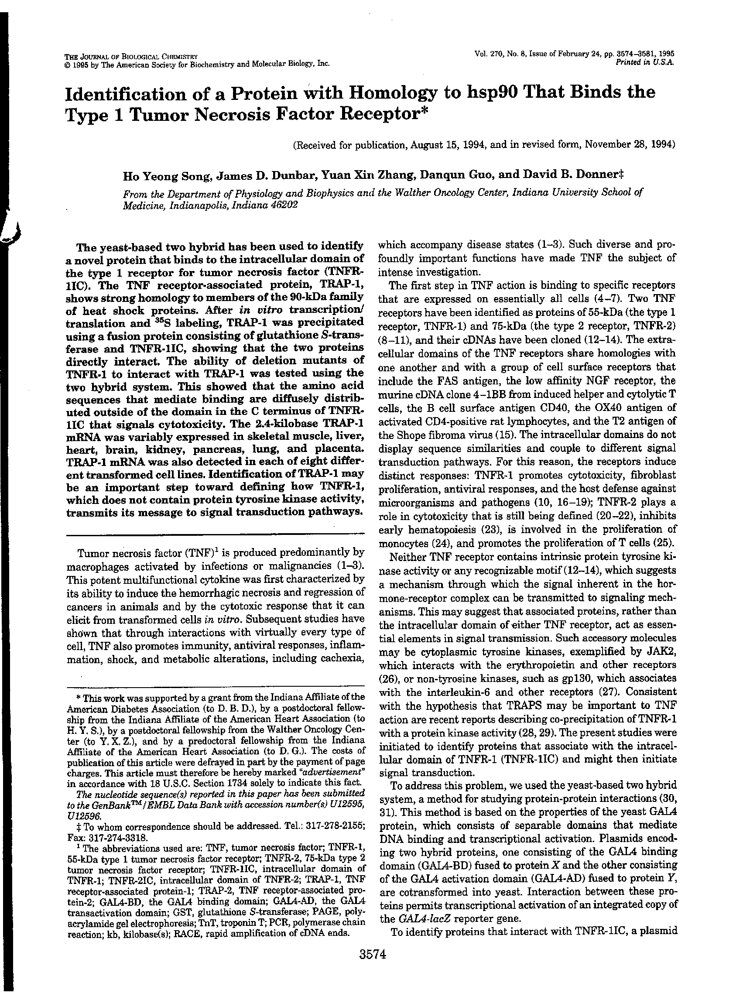 THE JOURNAL OF BIOLOGICAL CHEMISTRY
© 1995 by The American Society for Biochemistry and Molecular Biology, Inc.
Vol. 270, No. 8, Issue of February 24, pp. 3574–3581, 1995
Printed in U.S.A.
Identification of a Protein with Homology to hsp90 That Binds the
Type 1 Tumor Necrosis Factor Receptor*
(Received for publication, August 15, 1994, and in revised form, November 28, 1994)
Ho Yeong Song, James D. Dunbar, Yuan Xin Zhang, Danqun Guo, and David B. Donner‡
From the Department of Physiology and Biophysics and the Walther Oncology Center, Indiana University School of
Medicine, Indianapolis, Indiana 46202
The yeast-based two hybrid has been used to identify
a novel protein that binds to the intracellular domain of
the type 1 receptor for tumor necrosis factor (TNFR-
1IC). The TNF receptor-associated protein, TRAP-1,
shows strong homology to members of the 90-kDa family
of heat shock proteins. After in vitro transcription/
translation and ³⁵S labeling, TRAP-1 was precipitated
using a fusion protein consisting of glutathione S-trans-
ferase and TNFR-1IC, showing that the two proteins
directly interact. The ability of deletion mutants of
TNFR-1 to interact with TRAP-1 was tested using the
two hybrid system. This showed that the amino acid
sequences that mediate binding are diffusely distrib-
uted outside of the domain in the C terminus of TNFR-
1IC that signals cytotoxicity. The 2.4-kilobase TRAP-1
mRNA was variably expressed in skeletal muscle, liver,
heart, brain, kidney, pancreas, lung, and placenta.
TRAP-1 mRNA was also detected in each of eight differ-
ent transformed cell lines. Identification of TRAP-1 may
be an important step toward defining how TNFR-1,
which does not contain protein tyrosine kinase activity,
transmits its message to signal transduction pathways.
Tumor necrosis factor (TNF)¹ is produced predominantly by
macrophages activated by infections or malignancies (1–3).
This potent multifunctional cytokine was first characterized by
its ability to induce the hemorrhagic necrosis and regression of
cancers in animals and by the cytotoxic response that it can
elicit from transformed cells in vitro. Subsequent studies have
shown that through interactions with virtually every type of
cell, TNF also promotes immunity, antiviral responses, inflam-
mation, shock, and metabolic alterations, including cachexia,
* This work was supported by a grant from the Indiana Affiliate of the
American Diabetes Association (to D. B. D.), by a postdoctoral fellow-
ship from the Indiana Affiliate of the American Heart Association (to
H. Y. S.), by a postdoctoral fellowship from the Walther Oncology Cen-
ter (to Y. X. Z.), and by a predoctoral fellowship from the Indiana
Affiliate of the American Heart Association (to D. G.). The costs of
publication of this article were defrayed in part by the payment of page
charges. This article must therefore be hereby marked "advertisement"
in accordance with 18 U.S.C. Section 1734 solely to indicate this fact.
The nucleotide sequence(s) reported in this paper has been submitted
to the GenBank™/EMBL Data Bank with accession number(s) U12595,
U12596.
‡ To whom correspondence should be addressed. Tel.: 317-278-2155;
Fax: 317-274-3318.
¹ The abbreviations used are: TNF, tumor necrosis factor; TNFR-1,
55-kDa type 1 tumor necrosis factor receptor; TNFR-2, 75-kDa type 2
tumor necrosis factor receptor; TNFR-1IC, intracellular domain of
TNFR-1; TNFR-2IC, intracellular domain of TNFR-2; TRAP-1, TNF
receptor-associated protein-1; TRAP-2, TNF receptor-associated pro-
tein-2; GAL4-BD, the GAL4 binding domain; GAL4-AD, the GAL4
transactivation domain; GST, glutathione S-transferase; PAGE, poly-
acrylamide gel electrophoresis; TnT, troponin T; PCR, polymerase chain
reaction; kb, kilobase(s); RACE, rapid amplification of cDNA ends.
which accompany disease states (1–3). Such diverse and pro-
foundly important functions have made TNF the subject of
intense investigation.
The first step in TNF action is binding to specific receptors
that are expressed on essentially all cells (4–7). Two TNF
receptors have been identified as proteins of 55-kDa (the type 1
receptor, TNFR-1) and 75-kDa (the type 2 receptor, TNFR-2)
(8–11), and their cDNAs have been cloned (12–14). The extra-
cellular domains of the TNF receptors share homologies with
one another and with a group of cell surface receptors that
include the FAS antigen, the low affinity NGF receptor, the
murine cDNA clone 4–1BB from induced helper and cytolytic T
cells, the B cell surface antigen CD40, the OX40 antigen of
activated CD4-positive rat lymphocytes, and the T2 antigen of
the Shope fibroma virus (15). The intracellular domains do not
display sequence similarities and couple to different signal
transduction pathways. For this reason, the receptors induce
distinct responses: TNFR-1 promotes cytotoxicity, fibroblast
proliferation, antiviral responses, and the host defense against
microorganisms and pathogens (10, 16–19); TNFR-2 plays a
role in cytotoxicity that is still being defined (20–22), inhibits
early hematopoiesis (23), is involved in the proliferation of
monocytes (24), and promotes the proliferation of T cells (25).
Neither TNF receptor contains intrinsic protein tyrosine ki-
nase activity or any recognizable motif (12–14), which suggests
a mechanism through which the signal inherent in the hor-
mone-receptor complex can be transmitted to signaling mech-
anisms. This may suggest that associated proteins, rather than
the intracellular domain of either TNF receptor, act as essen-
tial elements in signal transmission. Such accessory molecules
may be cytoplasmic tyrosine kinases, exemplified by JAK2,
which interacts with the erythropoietin and other receptors
(26), or non-tyrosine kinases, such as gp130, which associates
with the interleukin-6 and other receptors (27). Consistent
with the hypothesis that TRAPS may be important to TNF
action are recent reports describing co-precipitation of TNFR-1
with a protein kinase activity (28, 29). The present studies were
initiated to identify proteins that associate with the intracel-
lular domain of TNFR-1 (TNFR-1IC) and might then initiate
signal transduction.
To address this problem, we used the yeast-based two hybrid
system, a method for studying protein-protein interactions (30,
31). This method is based on the properties of the yeast GAL4
protein, which consists of separable domains that mediate
DNA binding and transcriptional activation. Plasmids encod-
ing two hybrid proteins, one consisting of the GAL4 binding
domain (GAL4-BD) fused to protein X and the other consisting
of the GAL4 activation domain (GAL4-AD) fused to protein Y,
are cotransformed into yeast. Interaction between these pro-
teins permits transcriptional activation of an integrated copy of
the GAL4-lacZ reporter gene.
To identify proteins that interact with TNFR-1IC, a plasmid
3574